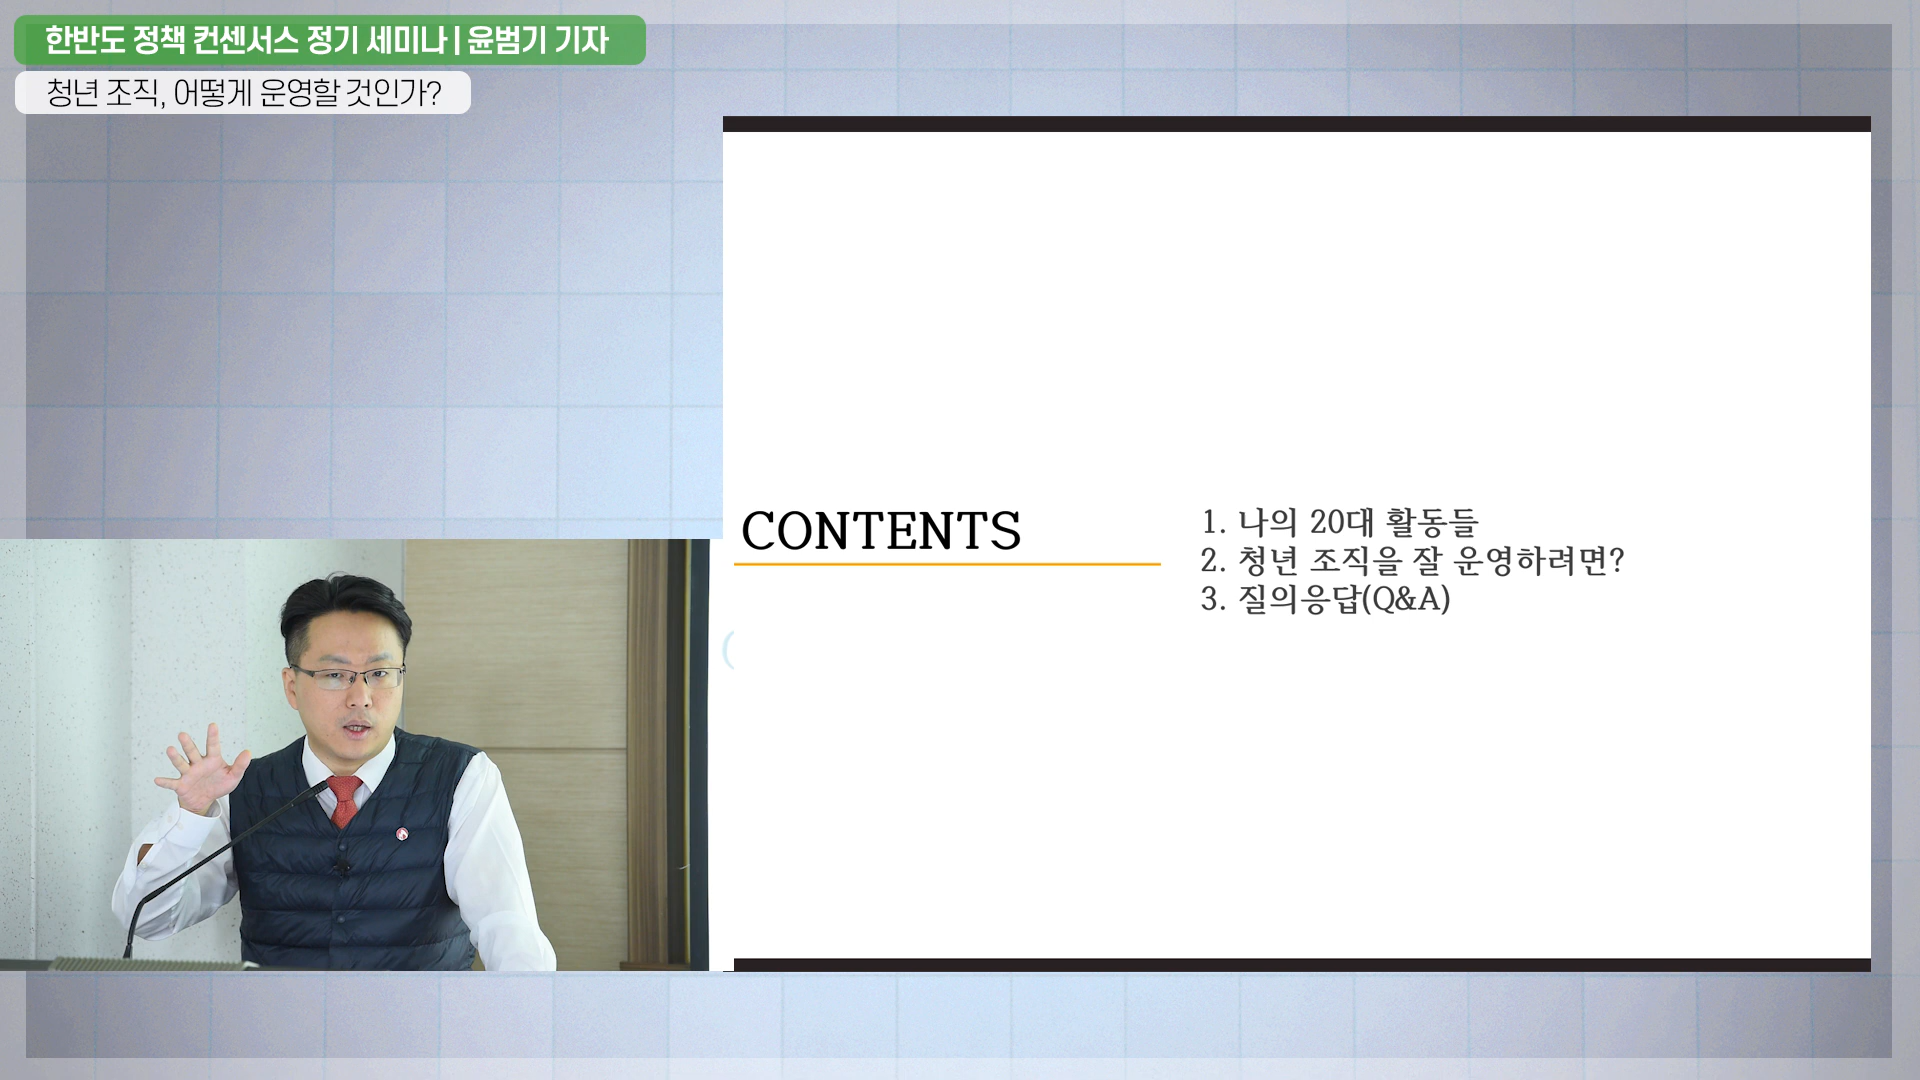 한반도 정책 컨센서스 정기 세미나 | 윤범기 기자
청년 조직, 어떻게 운영할 것인가?
CONTENTS
1. 나의 20대 활동들
2. 청년 조직을 잘 운영하려면?
3. 질의응답(Q&A)